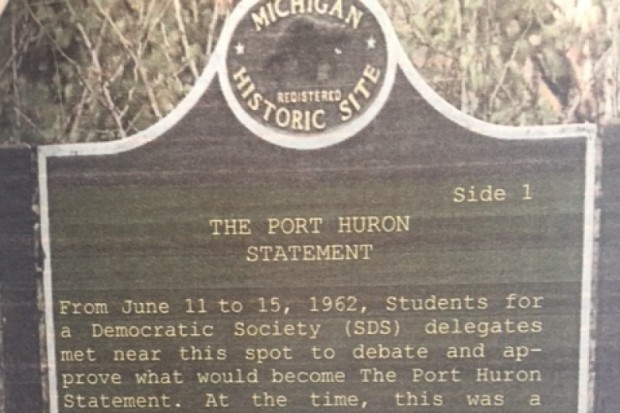 MICHIGAN
REGISTERED
HISTORIC SITE
Side 1
THE PORT HURON
STATEMENT
From June 11 to 15, 1962, Students for
a Democratic Society (SDS) delegates
met near this spot to debate and ap-
prove what would become The Port Huron
Statement. At the time, this was a